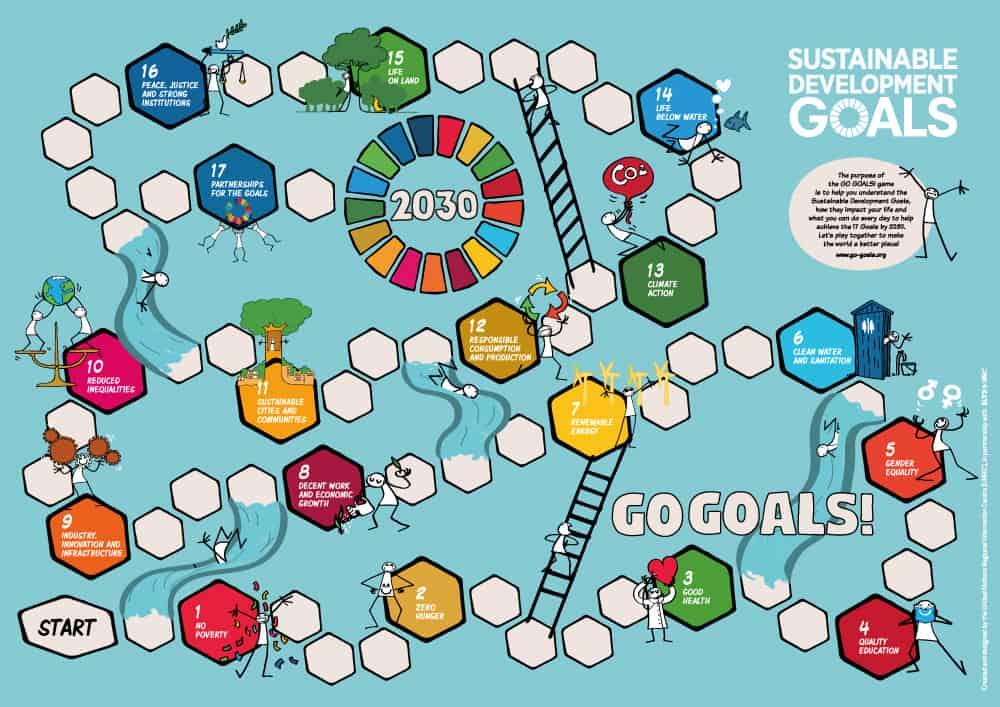 SUSTAINABLE
DEVELOPMENT
GOALS
The purpose of
the GO GOALS! game
is to help you understand the
Sustainable Development Goals,
how they impact your life and
what you can do every day to help
achieve the 17 Goals by 2030.
Let's play together to make
the world a better place!
www.go-goals.org
16
PEACE, JUSTICE
AND STRONG
INSTITUTIONS
15
LIFE
ON LAND
14
LIFE
BELOW WATER
17
PARTNERSHIPS
FOR THE GOALS
2030
CO2
13
CLIMATE
ACTION
12
RESPONSIBLE
CONSUMPTION
AND PRODUCTION
6
CLEAN WATER
AND SANITATION
10
REDUCED
INEQUALITIES
11
SUSTAINABLE
CITIES AND
COMMUNITIES
7
RENEWABLE
ENERGY
5
GENDER
EQUALITY
8
DECENT WORK
AND ECONOMIC
GROWTH
9
INDUSTRY,
INNOVATION AND
INFRASTRUCTURE
GO GOALS!
START
1
NO
POVERTY
2
ZERO
HUNGER
3
GOOD
HEALTH
4
QUALITY
EDUCATION
Created and designed by the United Nations Regional Information Centre (UNRIC), in partnership with